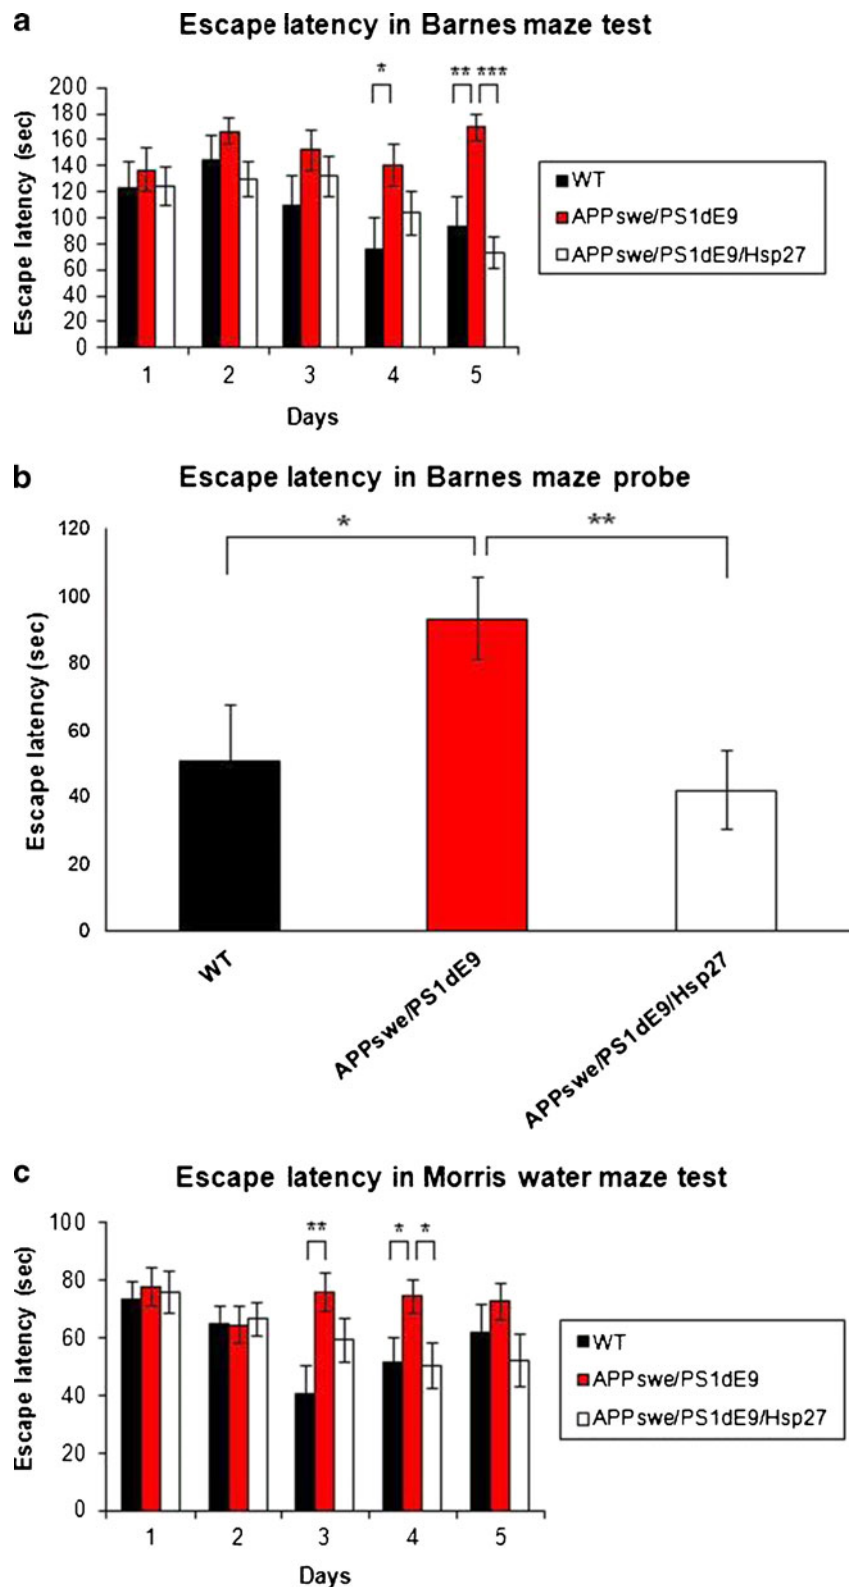 a
Escape latency in Barnes maze test
* ** ***
Escape latency (sec)
200
180
160
140
120
100
80
60
40
20
0
1 2 3 4 5
Days
WT
APPswe/PS1dE9
APPswe/PS1dE9/Hsp27
b
Escape latency in Barnes maze probe
* **
Escape latency (sec)
120
100
80
60
40
20
0
WT
APPswe/PS1dE9
APPswe/PS1dE9/Hsp27
c
Escape latency in Morris water maze test
** * *
Escape latency (sec)
100
80
60
40
20
0
1 2 3 4 5
Days
WT
APPswe/PS1dE9
APPswe/PS1dE9/Hsp27